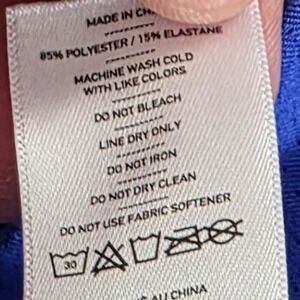 MADE IN
85% POLYESTER / 15% ELASTANE
MACHINE WASH COLD
WITH LIKE COLORS
DO NOT BLEACH
LINE DRY ONLY
DO NOT IRON
DO NOT DRY CLEAN
DO NOT USE FABRIC SOFTENER
30
AU CHINA